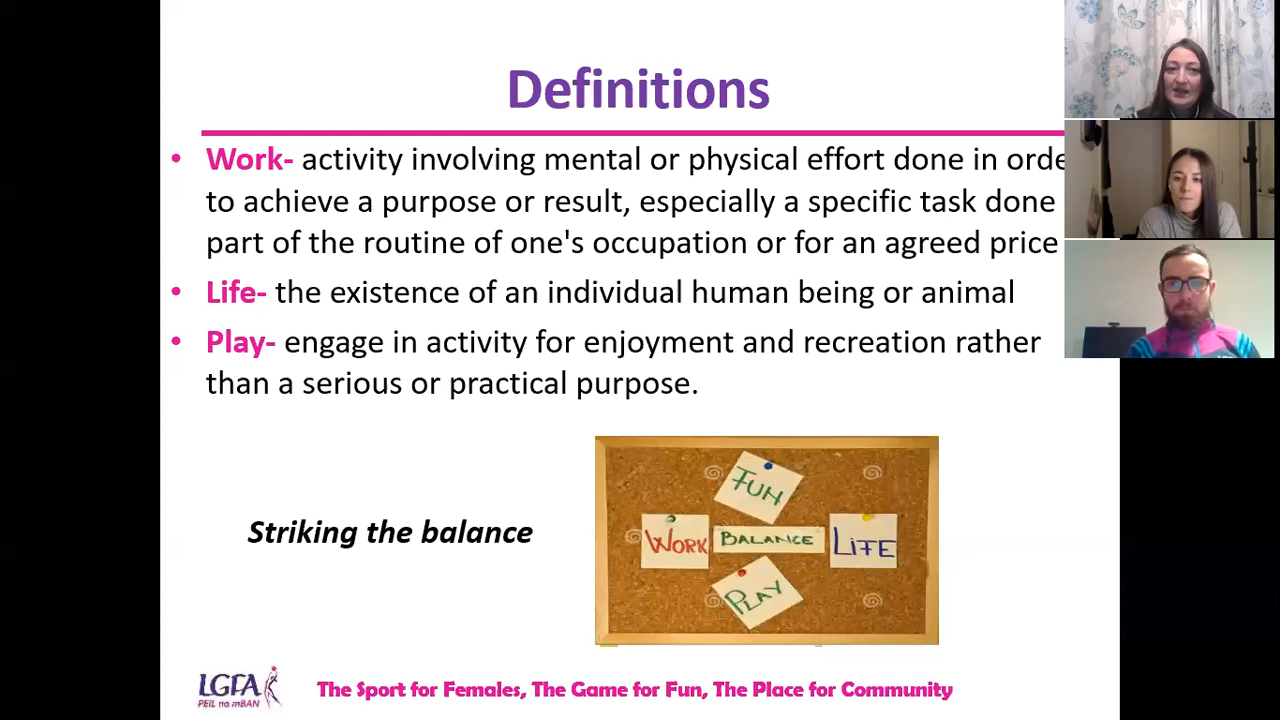 Definitions
• Work- activity involving mental or physical effort done in orde
to achieve a purpose or result, especially a specific task done
part of the routine of one's occupation or for an agreed price
• Life- the existence of an individual human being or animal
• Play- engage in activity for enjoyment and recreation rather
than a serious or practical purpose.
FUN
WORK BALANCE LiFE
PLAY
Striking the balance
LGFA
PEIL na mBAN
The Sport for Females, The Game for Fun, The Place for Community